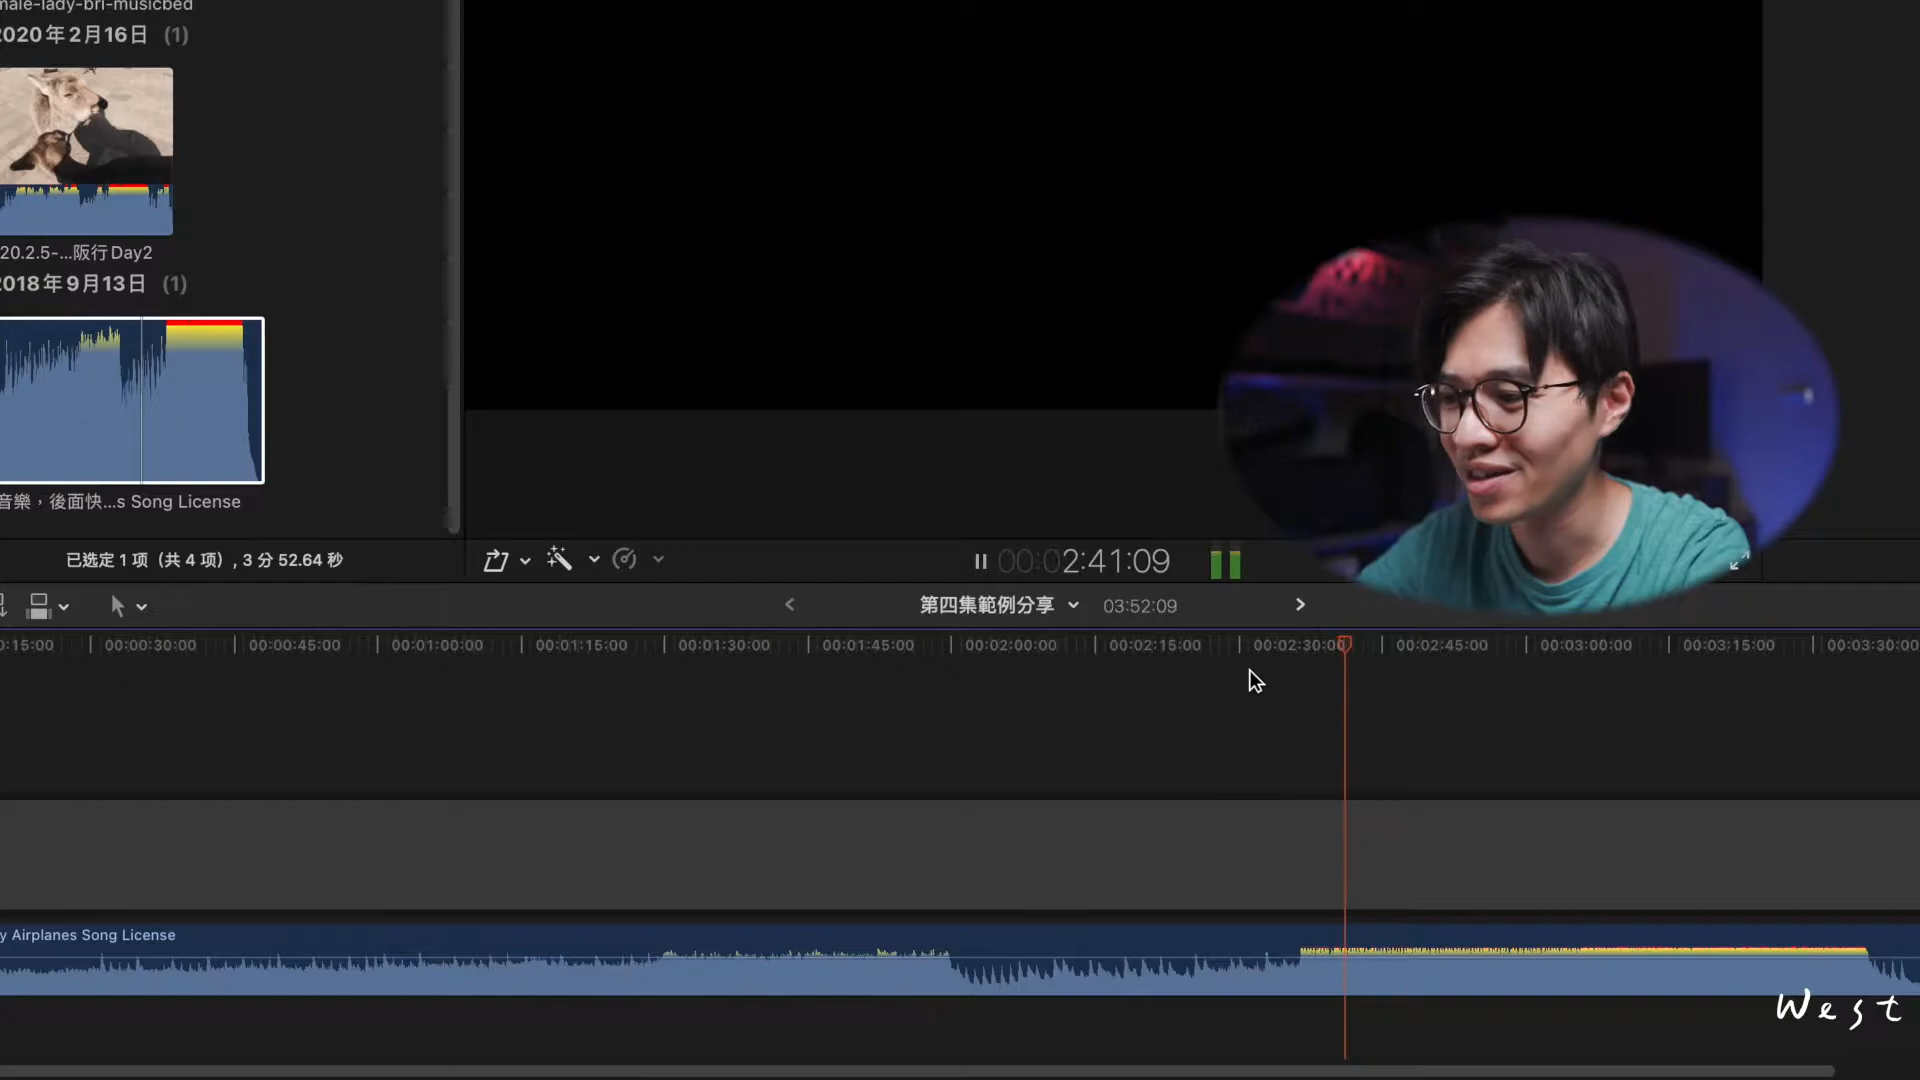 male-lady-bri-musicbed
2020年2月16日 (1)
20.2.5-...阪行Day2
2018年9月13日 (1)
音樂，後面快...s Song License
已选定 1 项（共 4 项）, 3 分 52.64 秒
00:02:41:09
第四集範例分享
03:52:09
0:15:00
00:00:30:00
00:00:45:00
00:01:00:00
00:01:15:00
00:01:30:00
00:01:45:00
00:02:00:00
00:02:15:00
00:02:30:00
00:02:45:00
00:03:00:00
00:03:15:00
00:03:30:00
y Airplanes Song License
West